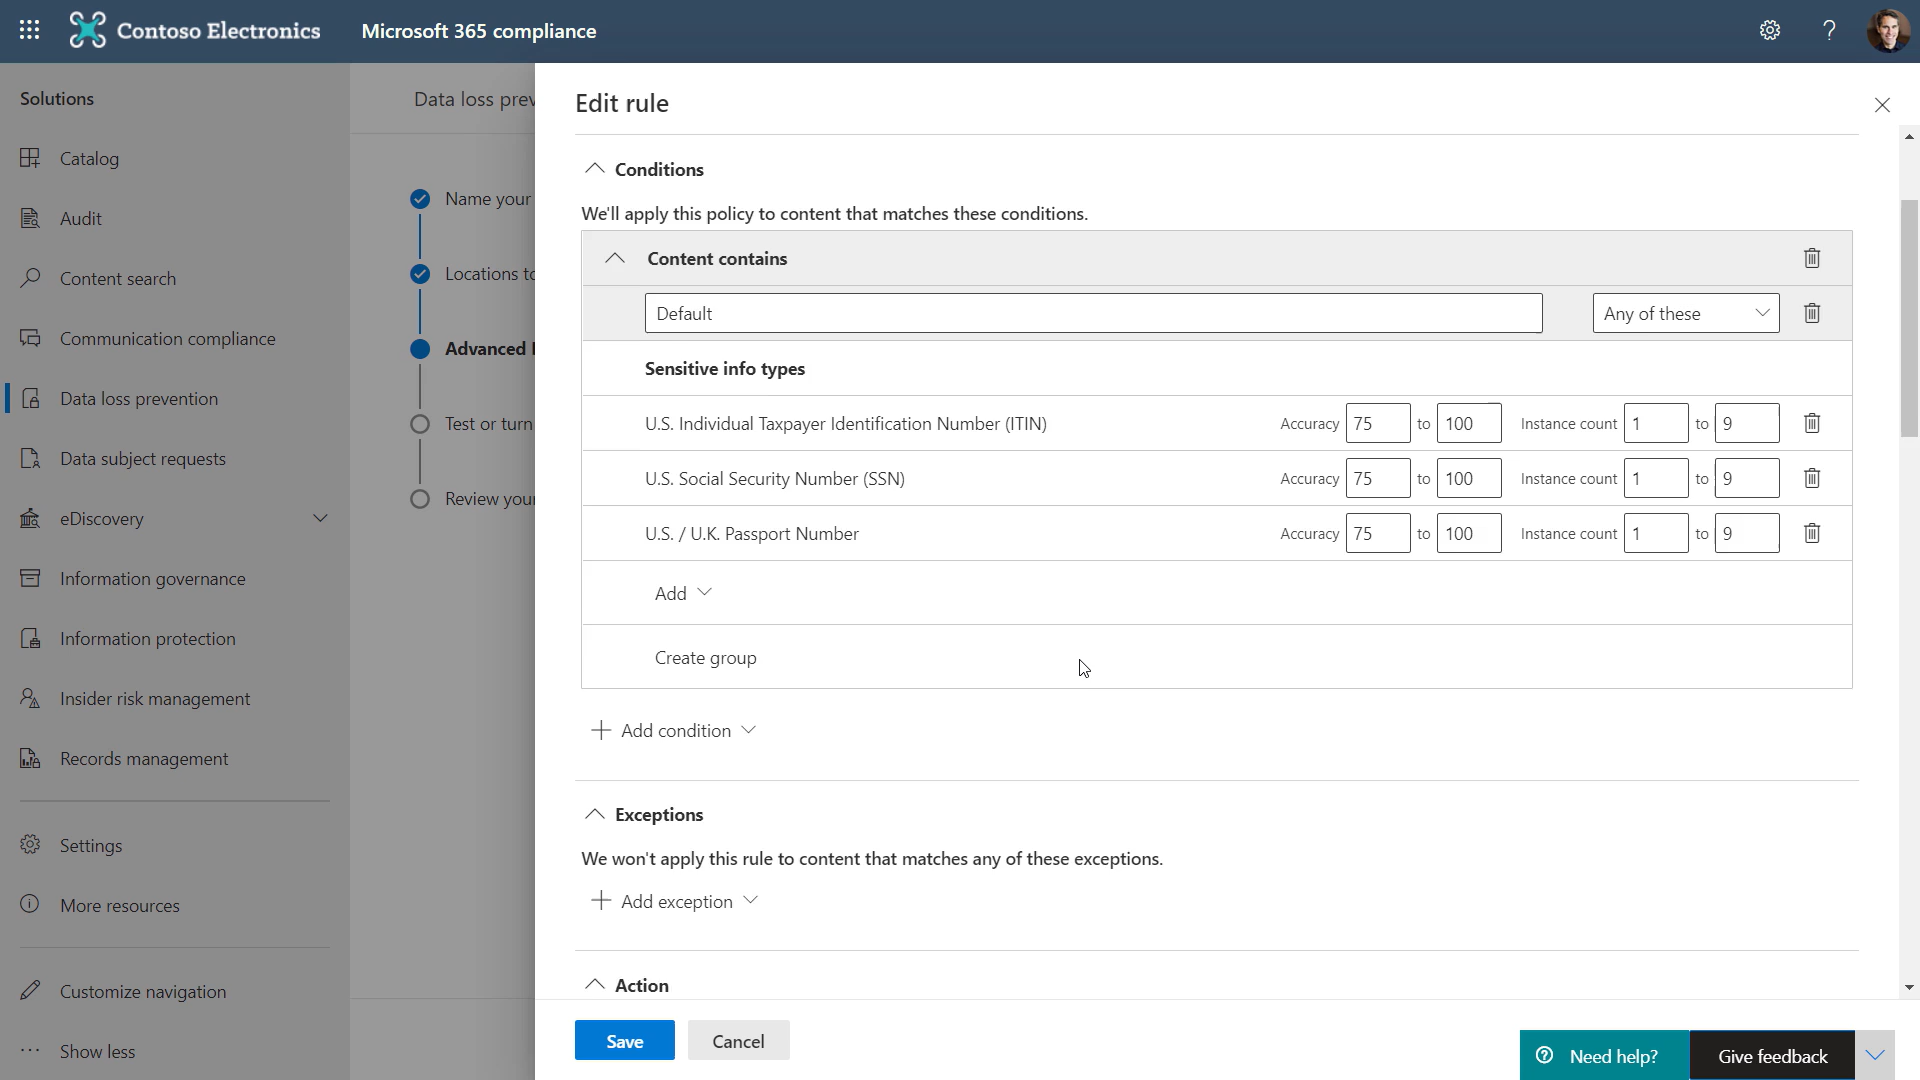 Contoso Electronics
Microsoft 365 compliance
?
Solutions
Catalog
Audit
Content search
Communication compliance
Data loss prevention
Data subject requests
eDiscovery
Information governance
Information protection
Insider risk management
Records management
Settings
More resources
Customize navigation
Show less
Data loss prev
Name your
Locations to
Advanced
Test or turn
Review your
Edit rule
Conditions
We'll apply this policy to content that matches these conditions.
Content contains
Default
Any of these
Sensitive info types
U.S. Individual Taxpayer Identification Number (ITIN) Accuracy 75 to 100 Instance count 1 to 9
U.S. Social Security Number (SSN) Accuracy 75 to 100 Instance count 1 to 9
U.S. / U.K. Passport Number Accuracy 75 to 100 Instance count 1 to 9
Add
Create group
Add condition
Exceptions
We won't apply this rule to content that matches any of these exceptions.
Add exception
Action
Save
Cancel
Need help?
Give feedback